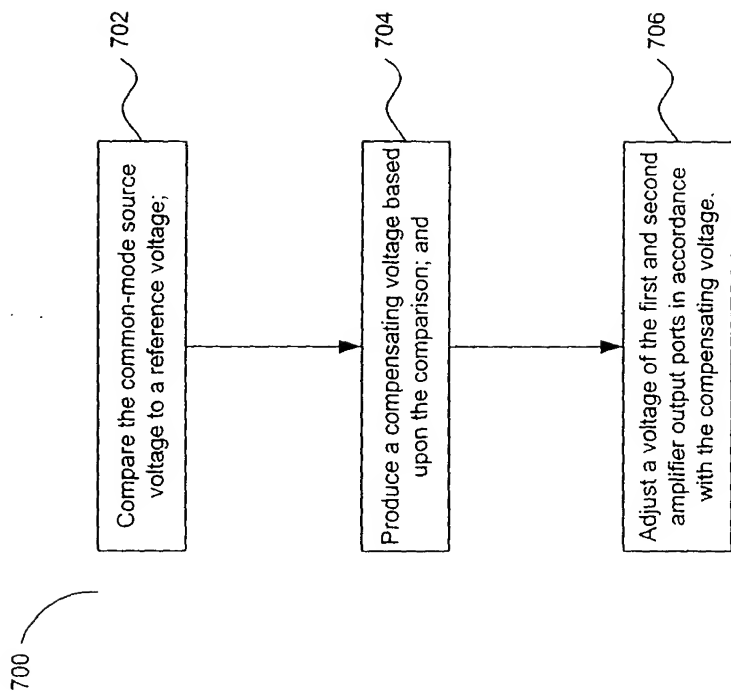 700
702
Compare the common-mode source
voltage to a reference voltage;
704
Produce a compensating voltage based
upon the comparison; and
706
Adjust a voltage of the first and second
amplifier output ports in accordance
with the compensating voltage.